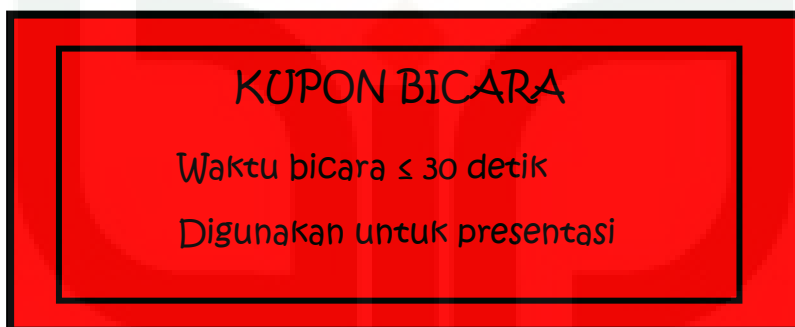 KUPON BICARA
Waktu bicara ≤ 30 detik
Digunakan untuk presentasi